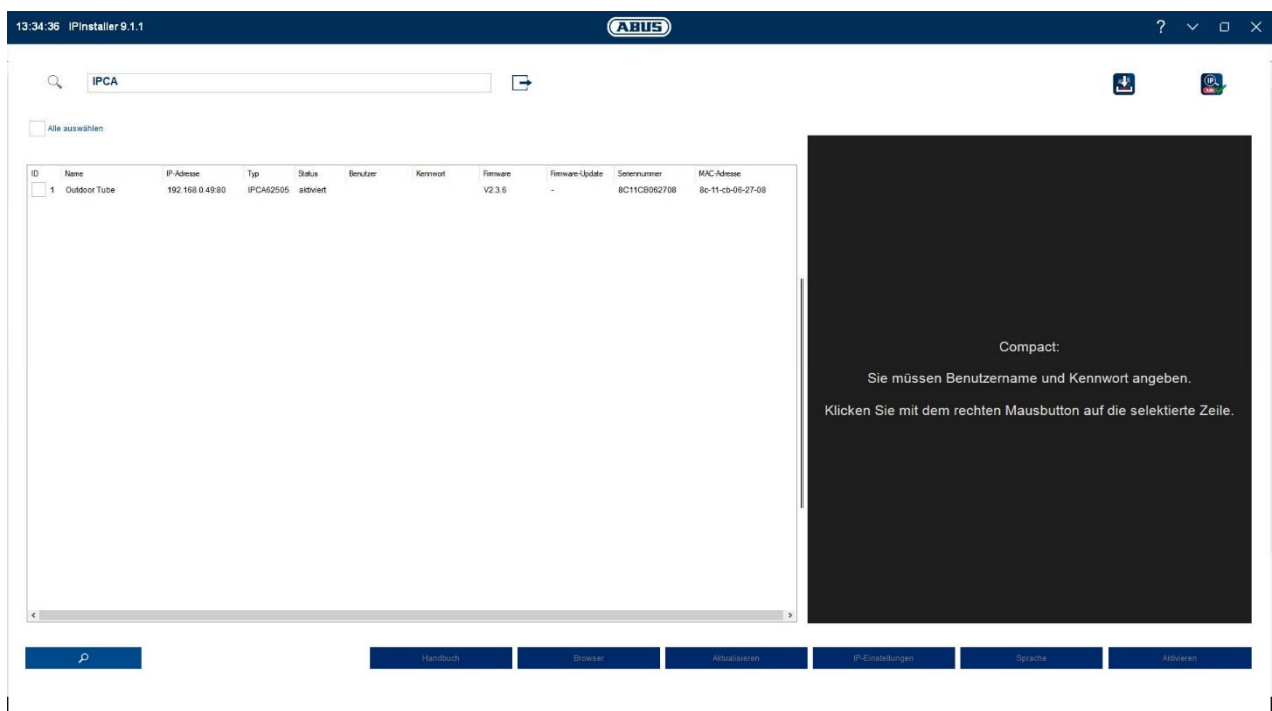 13:34:36 IPInstaller 9.1.1
ABUS
?
IPCA
Alle auswählen
ID Name IP-Adresse Typ Status Benutzer Kennwort Firmware Firmware-Update Seriennummer MAC-Adresse
1 Outdoor Tube 192.168.0.49:80 IPCA62505 aktiviert V2.3.6 - 8C11CB062708 8c-11-cb-06-27-08
Compact:
Sie müssen Benutzername und Kennwort angeben.
Klicken Sie mit dem rechten Mausbutton auf die selektierte Zeile.
Handbuch Browser Aktualisieren IP-Einstellungen Sprache Aktivieren